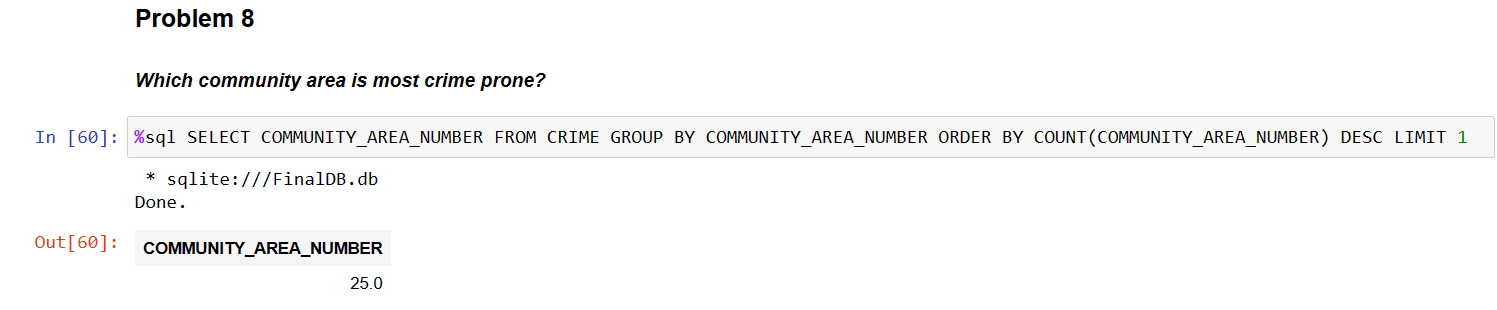 Problem 8
Which community area is most crime prone?
In [60]: %sql SELECT COMMUNITY_AREA_NUMBER FROM CRIME GROUP BY COMMUNITY_AREA_NUMBER ORDER BY COUNT(COMMUNITY_AREA_NUMBER) DESC LIMIT 1
* sqlite:///FinalDB.db
Done.
Out[60]: COMMUNITY_AREA_NUMBER
25.0